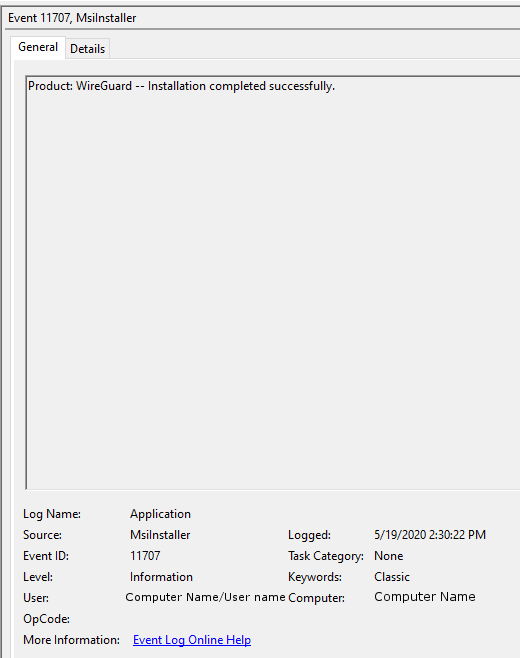 Event 11707, MsiInstaller
General Details
Product: WireGuard -- Installation completed successfully.
Log Name: Application
Source: MsiInstaller Logged: 5/19/2020 2:30:22 PM
Event ID: 11707 Task Category: None
Level: Information Keywords: Classic
User: Computer Name/User name Computer: Computer Name
OpCode:
More Information: Event Log Online Help